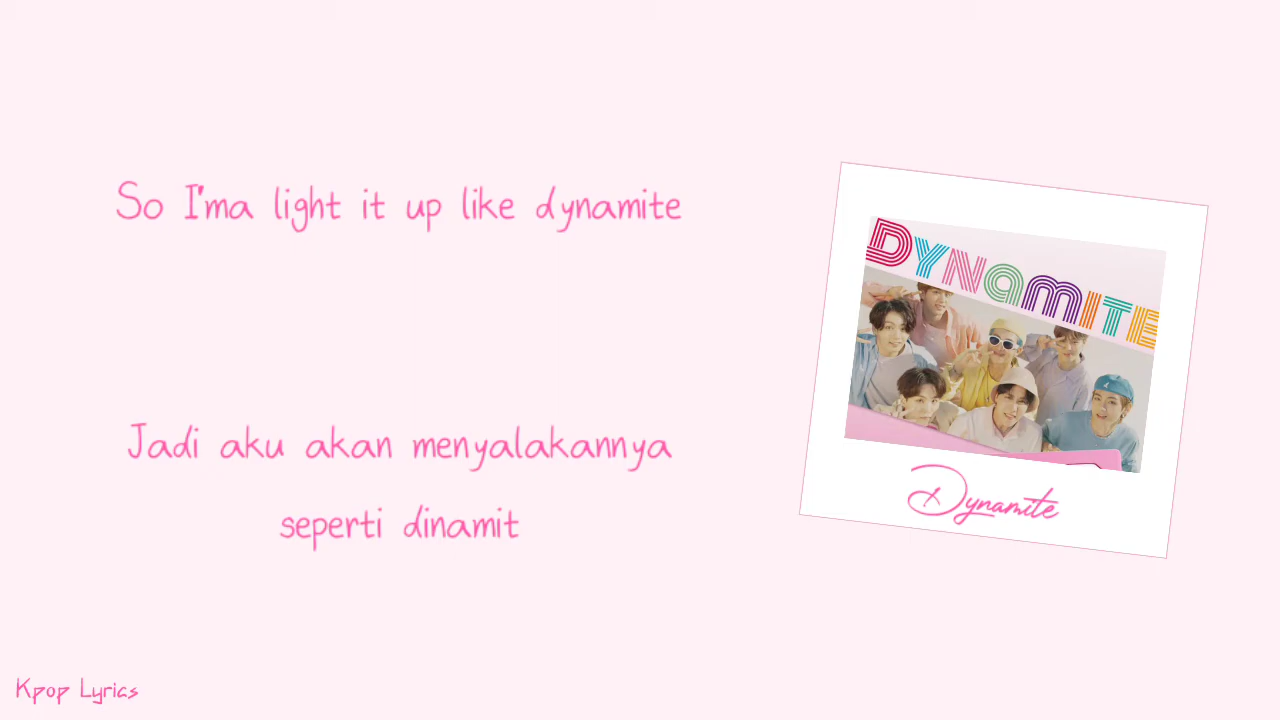 So I'ma light it up like dynamite
Jadi aku akan menyalakannya
seperti dinamit
DYNaMITE
Dynamite
Kpop Lyrics